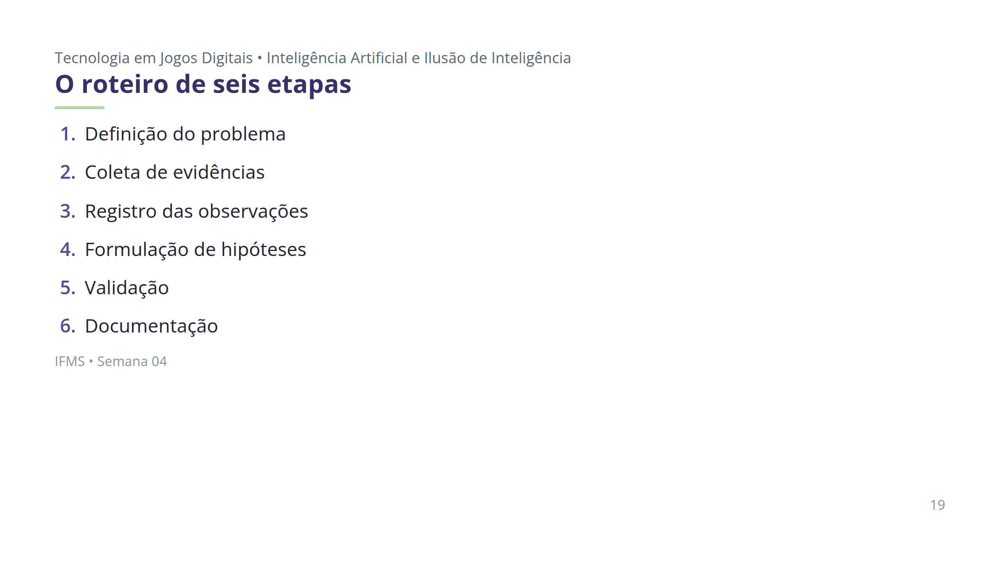 Tecnologia em Jogos Digitais • Inteligência Artificial e Ilusão de Inteligência
O roteiro de seis etapas
1. Definição do problema
2. Coleta de evidências
3. Registro das observações
4. Formulação de hipóteses
5. Validação
6. Documentação
IFMS • Semana 04
19